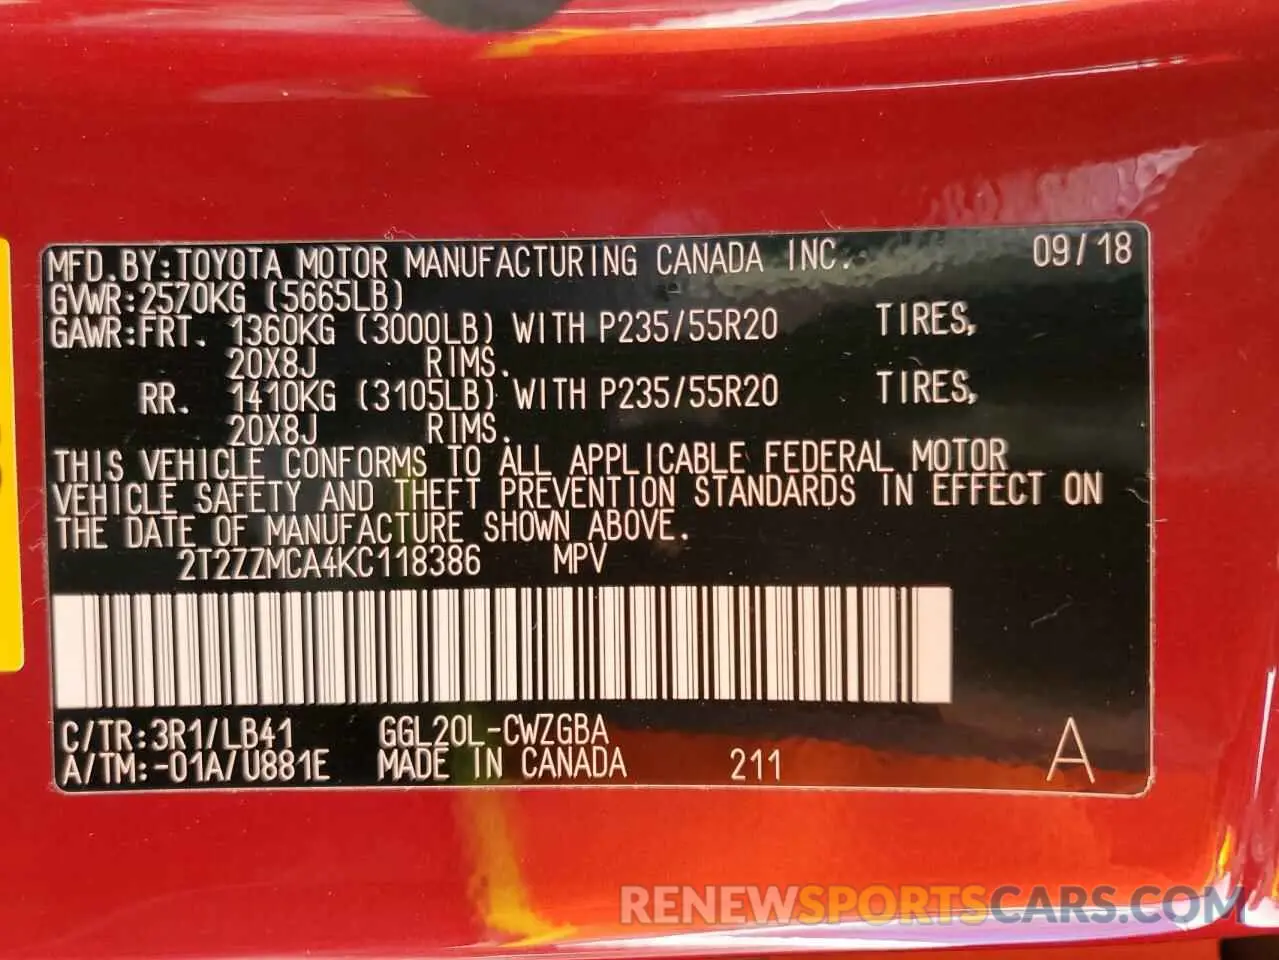 MFD.BY:TOYOTA MOTOR MANUFACTURING CANADA INC. 09/18
GVWR:2570KG (5665LB)
GAWR:FRT. 1360KG (3000LB) WITH P235/55R20 TIRES,
20X8J RIMS.
RR. 1410KG (3105LB) WITH P235/55R20 TIRES,
20X8J RIMS.
THIS VEHICLE CONFORMS TO ALL APPLICABLE FEDERAL MOTOR
VEHICLE SAFETY AND THEFT PREVENTION STANDARDS IN EFFECT ON
THE DATE OF MANUFACTURE SHOWN ABOVE.
2T2ZZMCA4KC118386 MPV
C/TR:3R1/LB41 GGL20L-CWZGBA
A/TM:-01A/U881E MADE IN CANADA 211 A
RENEWSPORTSCARS.COM